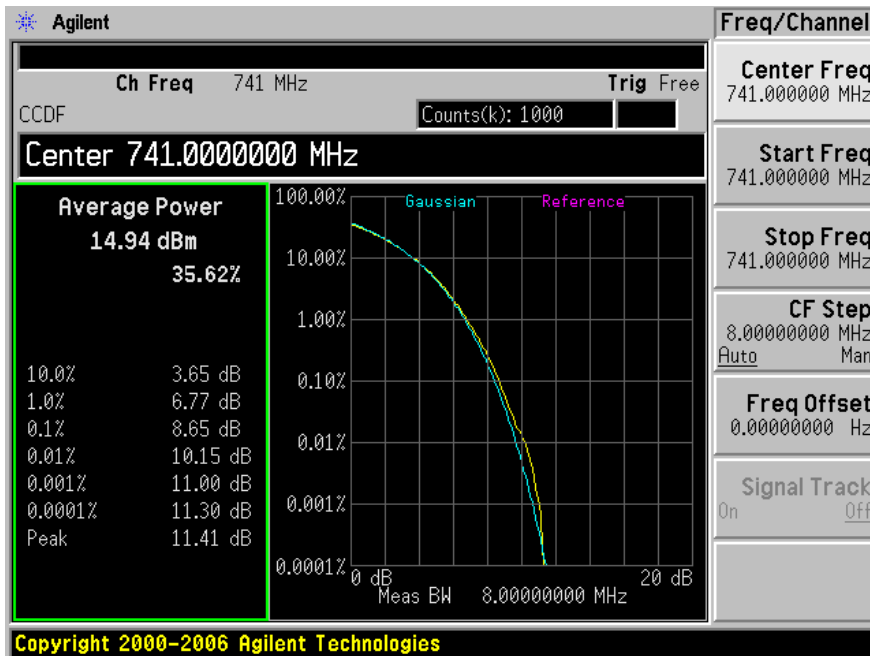 Agilent
Freq/Channel
Ch Freq 741 MHz Trig Free
CCDF Counts(k): 1000
Center 741.0000000 MHz
Average Power
14.94 dBm
35.62%
10.0% 3.65 dB
1.0% 6.77 dB
0.1% 8.65 dB
0.01% 10.15 dB
0.001% 11.00 dB
0.0001% 11.30 dB
Peak 11.41 dB
Gaussian Reference
100.00%
10.00%
1.00%
0.10%
0.01%
0.001%
0.0001%
0 dB 20 dB
Meas BW 8.00000000 MHz
Center Freq
741.000000 MHz
Start Freq
741.000000 MHz
Stop Freq
741.000000 MHz
CF Step
8.00000000 MHz
Auto Man
Freq Offset
0.00000000 Hz
Signal Track
On Off
Copyright 2000-2006 Agilent Technologies